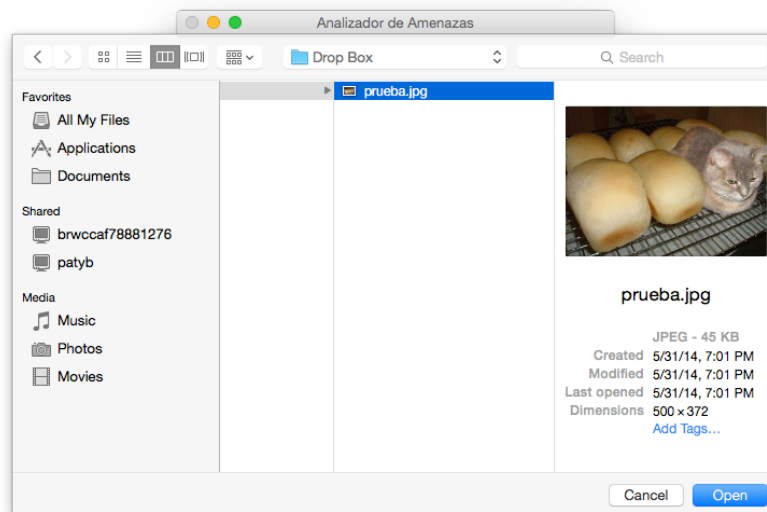 Analizador de Amenazas
Drop Box
Search
Favorites
All My Files
Applications
Documents
Shared
brwccaf78881276
patyb
Media
Music
Photos
Movies
prueba.jpg
prueba.jpg
JPEG - 45 KB
Created 5/31/14, 7:01 PM
Modified 5/31/14, 7:01 PM
Last opened 5/31/14, 7:01 PM
Dimensions 500 × 372
Add Tags...
Cancel
Open